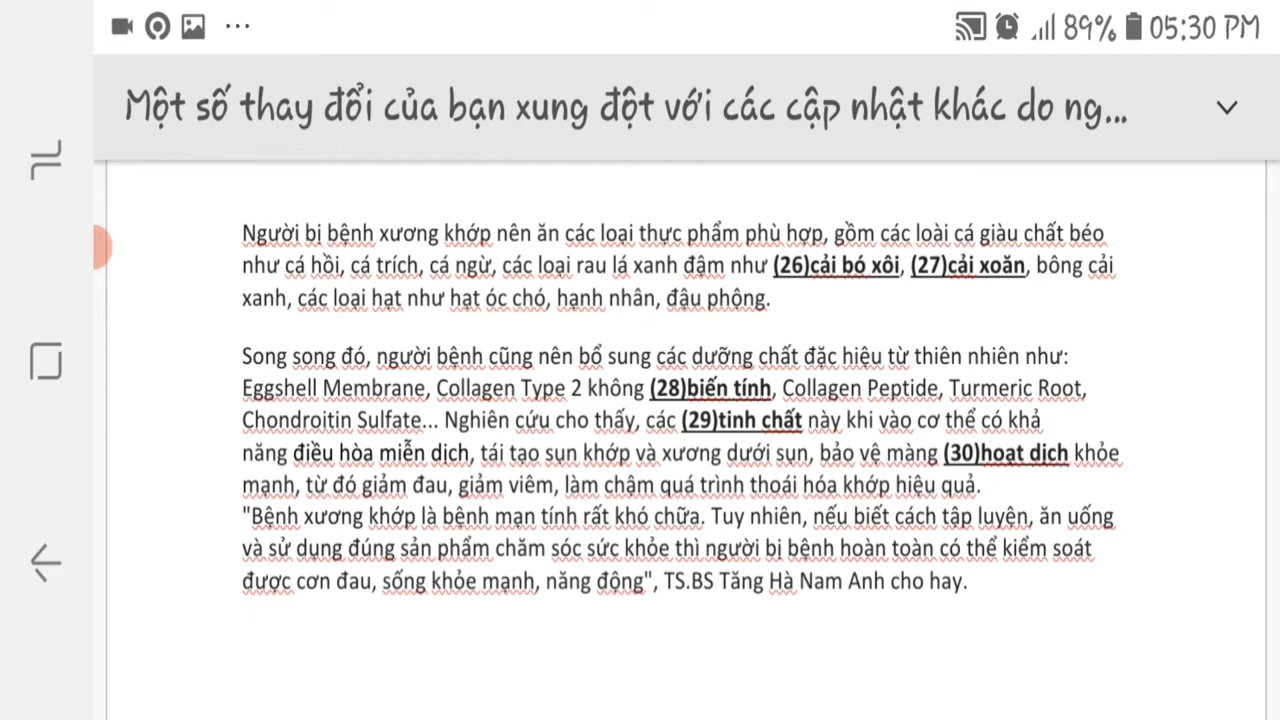 ... 89% 05:30 PM
Một số thay đổi của bạn xung đột với các cập nhật khác do ng...
Người bị bệnh xương khớp nên ăn các loại thực phẩm phù hợp, gồm các loài cá giàu chất béo
như cá hồi, cá trích, cá ngừ, các loại rau lá xanh đậm như (26)cải bó xôi, (27)cải xoăn, bông cải
xanh, các loại hạt như hạt óc chó, hạnh nhân, đậu phộng.
Song song đó, người bệnh cũng nên bổ sung các dưỡng chất đặc hiệu từ thiên nhiên như:
Eggshell Membrane, Collagen Type 2 không (28)biến tính, Collagen Peptide, Turmeric Root,
Chondroitin Sulfate... Nghiên cứu cho thấy, các (29)tinh chất này khi vào cơ thể có khả
năng điều hòa miễn dịch, tái tạo sụn khớp và xương dưới sụn, bảo vệ màng (30)hoạt dịch khỏe
mạnh, từ đó giảm đau, giảm viêm, làm chậm quá trình thoái hóa khớp hiệu quả.
"Bệnh xương khớp là bệnh mạn tính rất khó chữa. Tuy nhiên, nếu biết cách tập luyện, ăn uống
và sử dụng đúng sản phẩm chăm sóc sức khỏe thì người bị bệnh hoàn toàn có thể kiểm soát
được cơn đau, sống khỏe mạnh, năng động", TS.BS Tăng Hà Nam Anh cho hay.